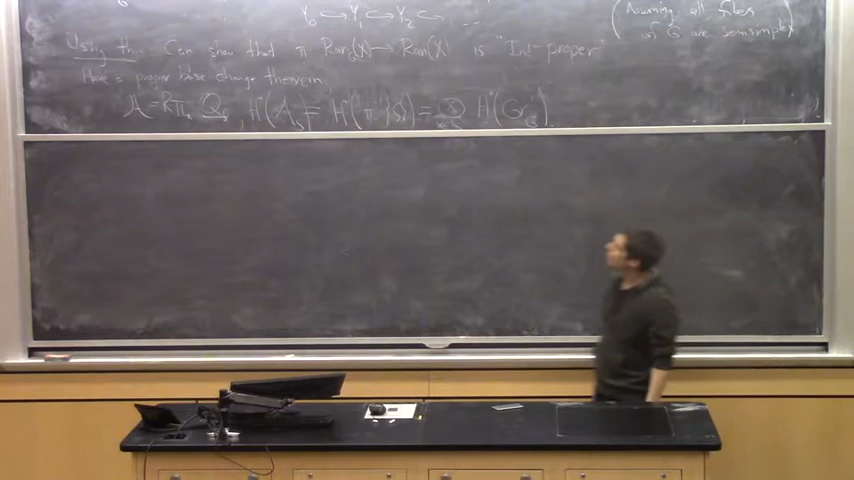 Y₀ ↪ Y₁ ↪ Y₂ ↪ ...
(Assuming all fibers
of G are semisimple)
Using this Can show that π Ran_G(X) → Ran(X) is "Ind-proper"
Have a proper base change theorem
A = Rπ_* Q_ℓ, H(A_S) = H(π⁻¹{S}) = ⊗_{x∈S} H(Gr_G)